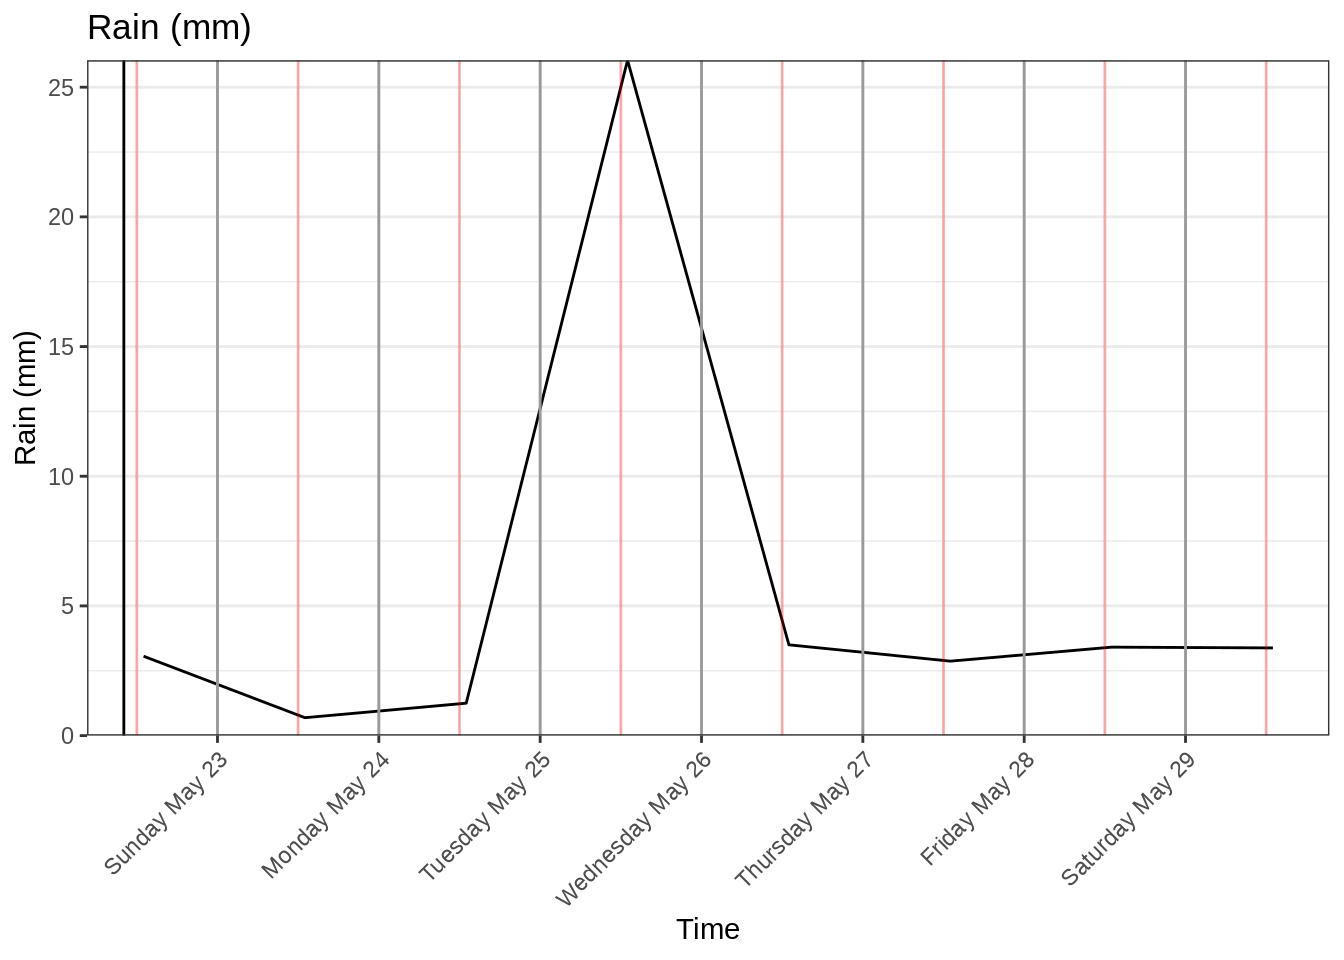 Rain (mm)
Rain (mm)
25
20
15
10
5
0
Sunday May 23
Monday May 24
Tuesday May 25
Wednesday May 26
Thursday May 27
Friday May 28
Saturday May 29
Time